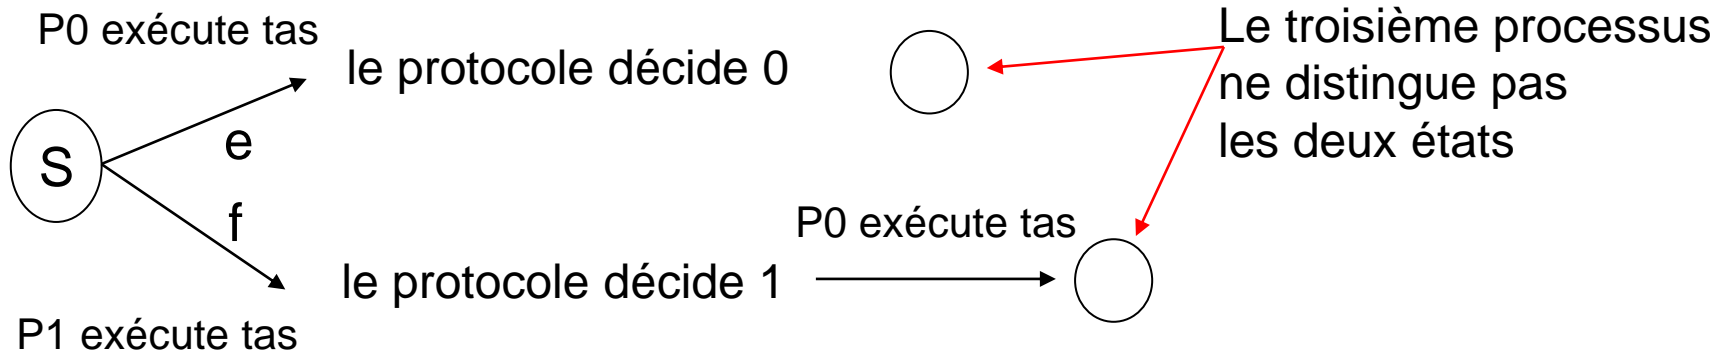 P0 exécute tas
le protocole décide 0
Le troisième processus
ne distingue pas
les deux états
S
e
f
P0 exécute tas
le protocole décide 1
P1 exécute tas